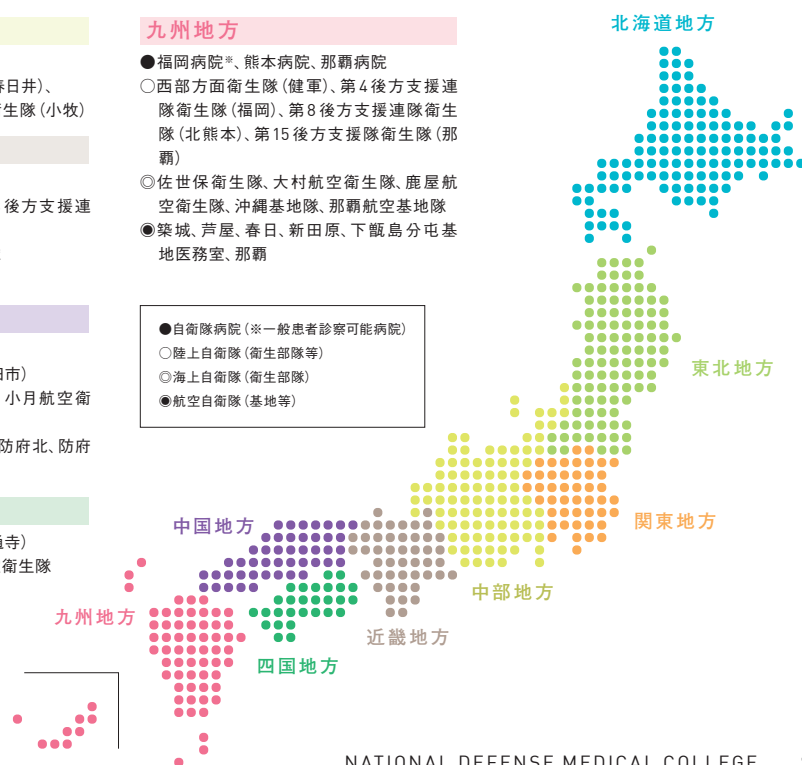 春日井)、
生隊(小牧)
後方支援連
田市)
小月航空衛
防府北、防府
通寺)
衛生隊
九州地方
●福岡病院※、熊本病院、那覇病院
○西部方面衛生隊(健軍)、第4後方支援連
隊衛生隊(福岡)、第8後方支援連隊衛生
隊(北熊本)、第15後方支援隊衛生隊(那
覇)
◎佐世保衛生隊、大村航空衛生隊、鹿屋航
空衛生隊、沖縄基地隊、那覇航空基地隊
◉築城、芦屋、春日、新田原、下甑島分屯基
地医務室、那覇
●自衛隊病院(※一般患者診察可能病院)
○陸上自衛隊(衛生部隊等)
◎海上自衛隊(衛生部隊)
◉航空自衛隊(基地等)
北海道地方
東北地方
関東地方
中国地方
中部地方
九州地方
近畿地方
四国地方
NATIONAL DEFENSE MEDICAL COLLEGE